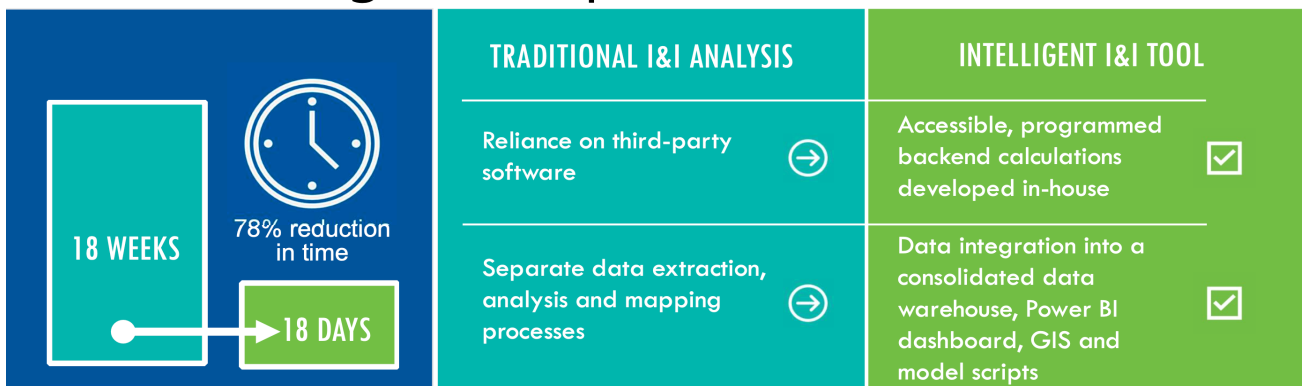 18 WEEKS
78% reduction
in time
18 DAYS
TRADITIONAL I&I ANALYSIS
INTELLIGENT I&I TOOL
Reliance on third-party
software
Accessible, programmed
backend calculations
developed in-house
Separate data extraction,
analysis and mapping
processes
Data integration into a
consolidated data
warehouse, Power BI
dashboard, GIS and
model scripts